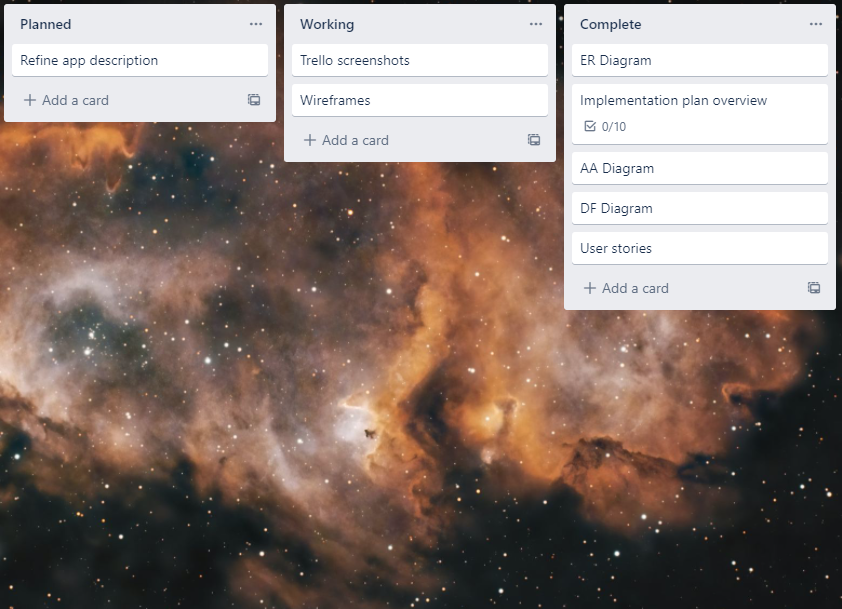 Planned
Refine app description
Add a card
Working
Trello screenshots
Wireframes
Add a card
Complete
ER Diagram
Implementation plan overview
0/10
AA Diagram
DF Diagram
User stories
Add a card